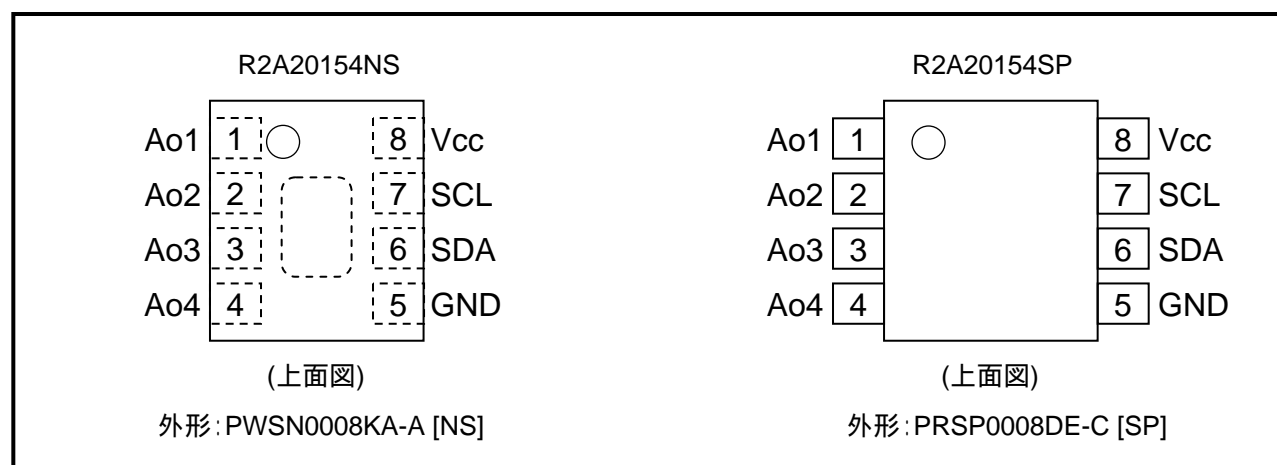 R2A20154NS
Ao1 1 8 Vcc
Ao2 2 7 SCL
Ao3 3 6 SDA
Ao4 4 5 GND
(上面図)
外形:PWSN0008KA-A [NS]
R2A20154SP
Ao1 1 8 Vcc
Ao2 2 7 SCL
Ao3 3 6 SDA
Ao4 4 5 GND
(上面図)
外形:PRSP0008DE-C [SP]